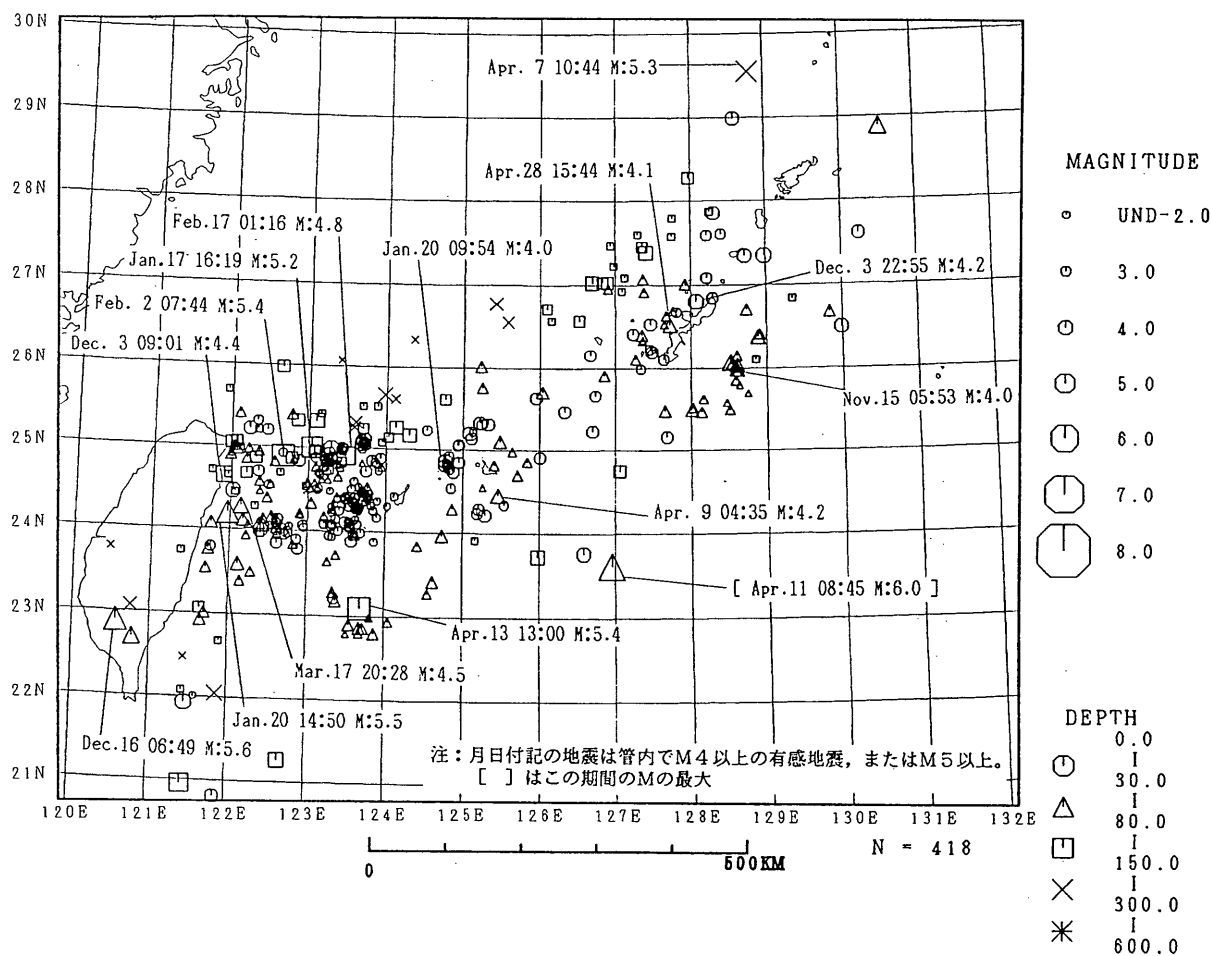 30N
29N
28N
27N
26N
25N
24N
23N
22N
21N
120E
121E
122E
123E
124E
125E
126E
127E
128E
129E
130E
131E
132E
Apr. 7 10:44 M:5.3
Apr.28 15:44 M:4.1
Feb.17 01:16 M:4.8
Jan.20 09:54 M:4.0
Jan.17 16:19 M:5.2
Dec. 3 22:55 M:4.2
Feb. 2 07:44 M:5.4
Dec. 3 09:01 M:4.4
Nov.15 05:53 M:4.0
Apr. 9 04:35 M:4.2
[ Apr.11 08:45 M:6.0 ]
Apr.13 13:00 M:5.4
Mar.17 20:28 M:4.5
Jan.20 14:50 M:5.5
Dec.16 06:49 M:5.6
注：月日付記の地震は管内でM4以上の有感地震，またはM5以上。
[ ] はこの期間のMの最大
0
500KM
N = 418
MAGNITUDE
UND-2.0
3.0
4.0
5.0
6.0
7.0
8.0
DEPTH
0.0
I
30.0
I
80.0
I
150.0
I
300.0
I
600.0